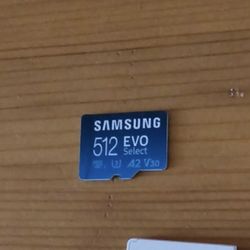 SAMSUNG
512 EVO
Select
U3 A2 V30